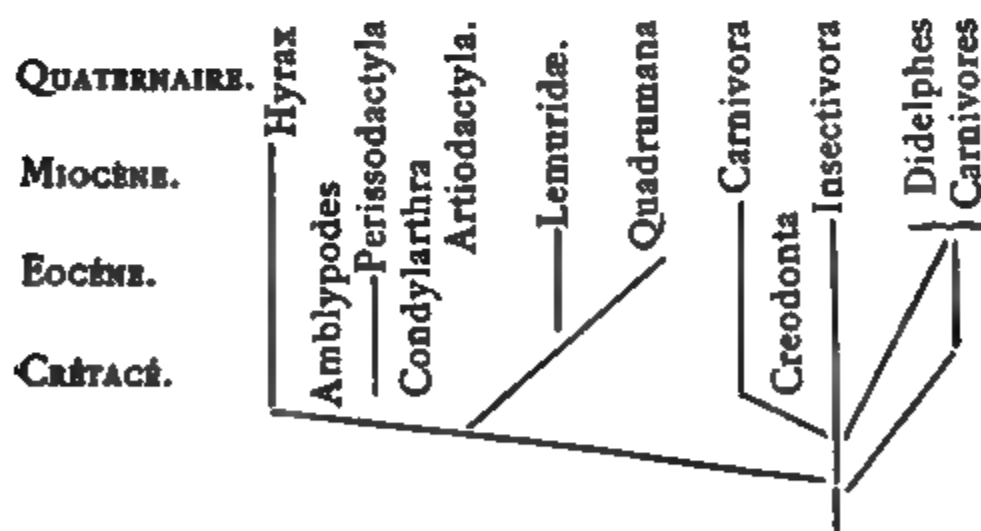 QUATERNAIRE.
MIOCÈNE.
EOCÈNE.
CRÉTACÉ.
Hyrax
Amblypodes
Perissodactyla
Condylarthra
Artiodactyla.
Lemuridæ.
Quadrumana
Carnivora
Creodonta
Insectivora
Didelphes
Carnivores